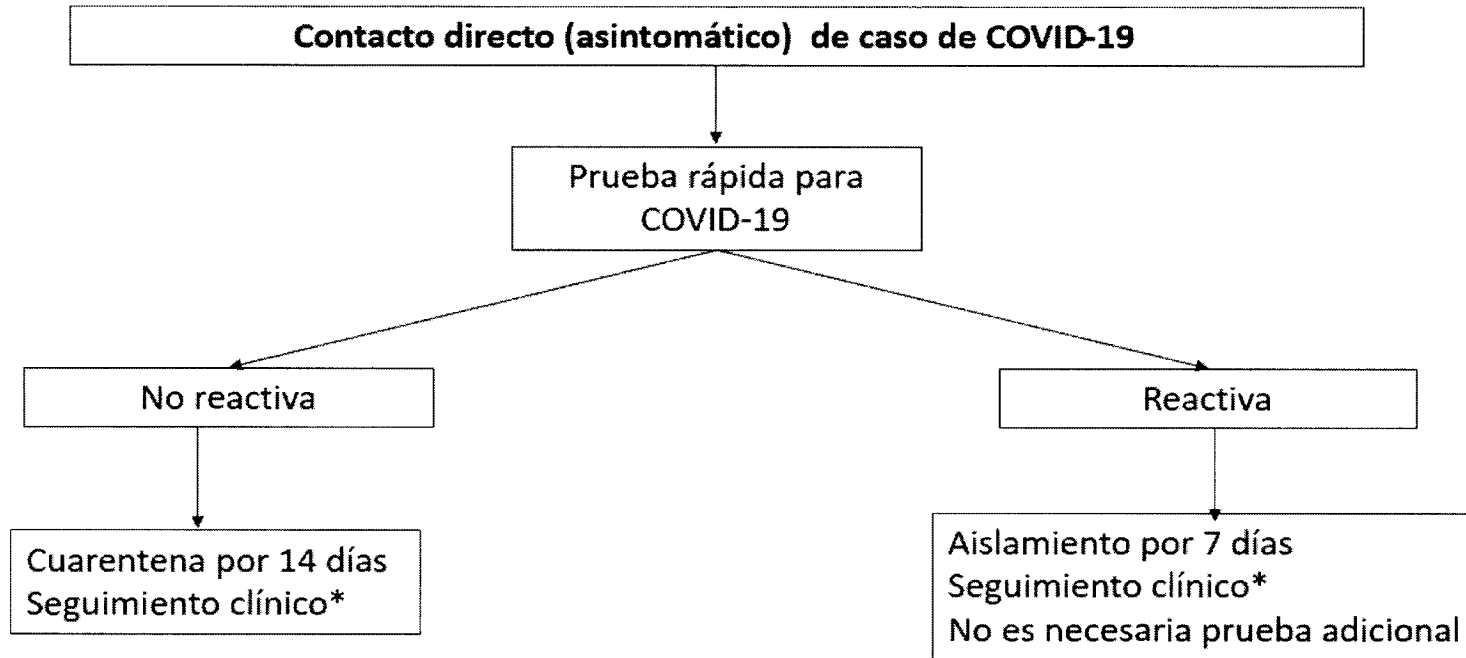 Contacto directo (asintomático) de caso de COVID-19
Prueba rápida para
COVID-19
No reactiva
Reactiva
Cuarentena por 14 días
Seguimiento clínico*
Aislamiento por 7 días
Seguimiento clínico*
No es necesaria prueba adicional